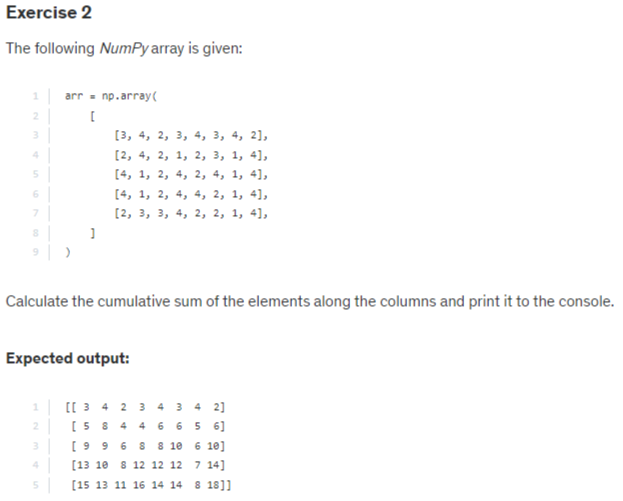 Exercise 2
The following NumPy array is given:
1 arr = np.array(
2 [
3 [3, 4, 2, 3, 4, 3, 4, 2],
4 [2, 4, 2, 1, 2, 3, 1, 4],
5 [4, 1, 2, 4, 2, 4, 1, 4],
6 [4, 1, 2, 4, 4, 2, 1, 4],
7 [2, 3, 3, 4, 2, 2, 1, 4],
8 ]
9 )
Calculate the cumulative sum of the elements along the columns and print it to the console.
Expected output:
1 [[ 3 4 2 3 4 3 4 2]
2 [ 5 8 4 4 6 6 5 6]
3 [ 9 9 6 8 8 10 6 10]
4 [13 10 8 12 12 12 7 14]
5 [15 13 11 16 14 14 8 18]]